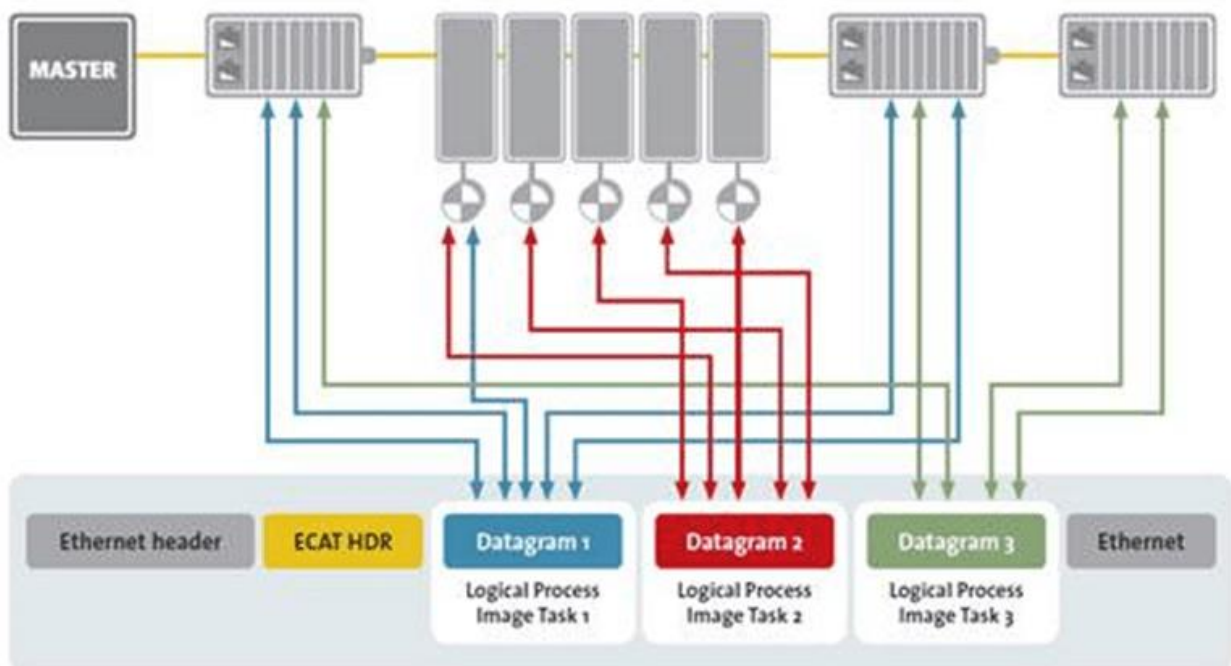 MASTER
Ethernet header
ECAT HDR
Datagram 1
Datagram 2
Datagram 3
Ethernet
Logical Process
Image Task 1
Logical Process
Image Task 2
Logical Process
Image Task 3